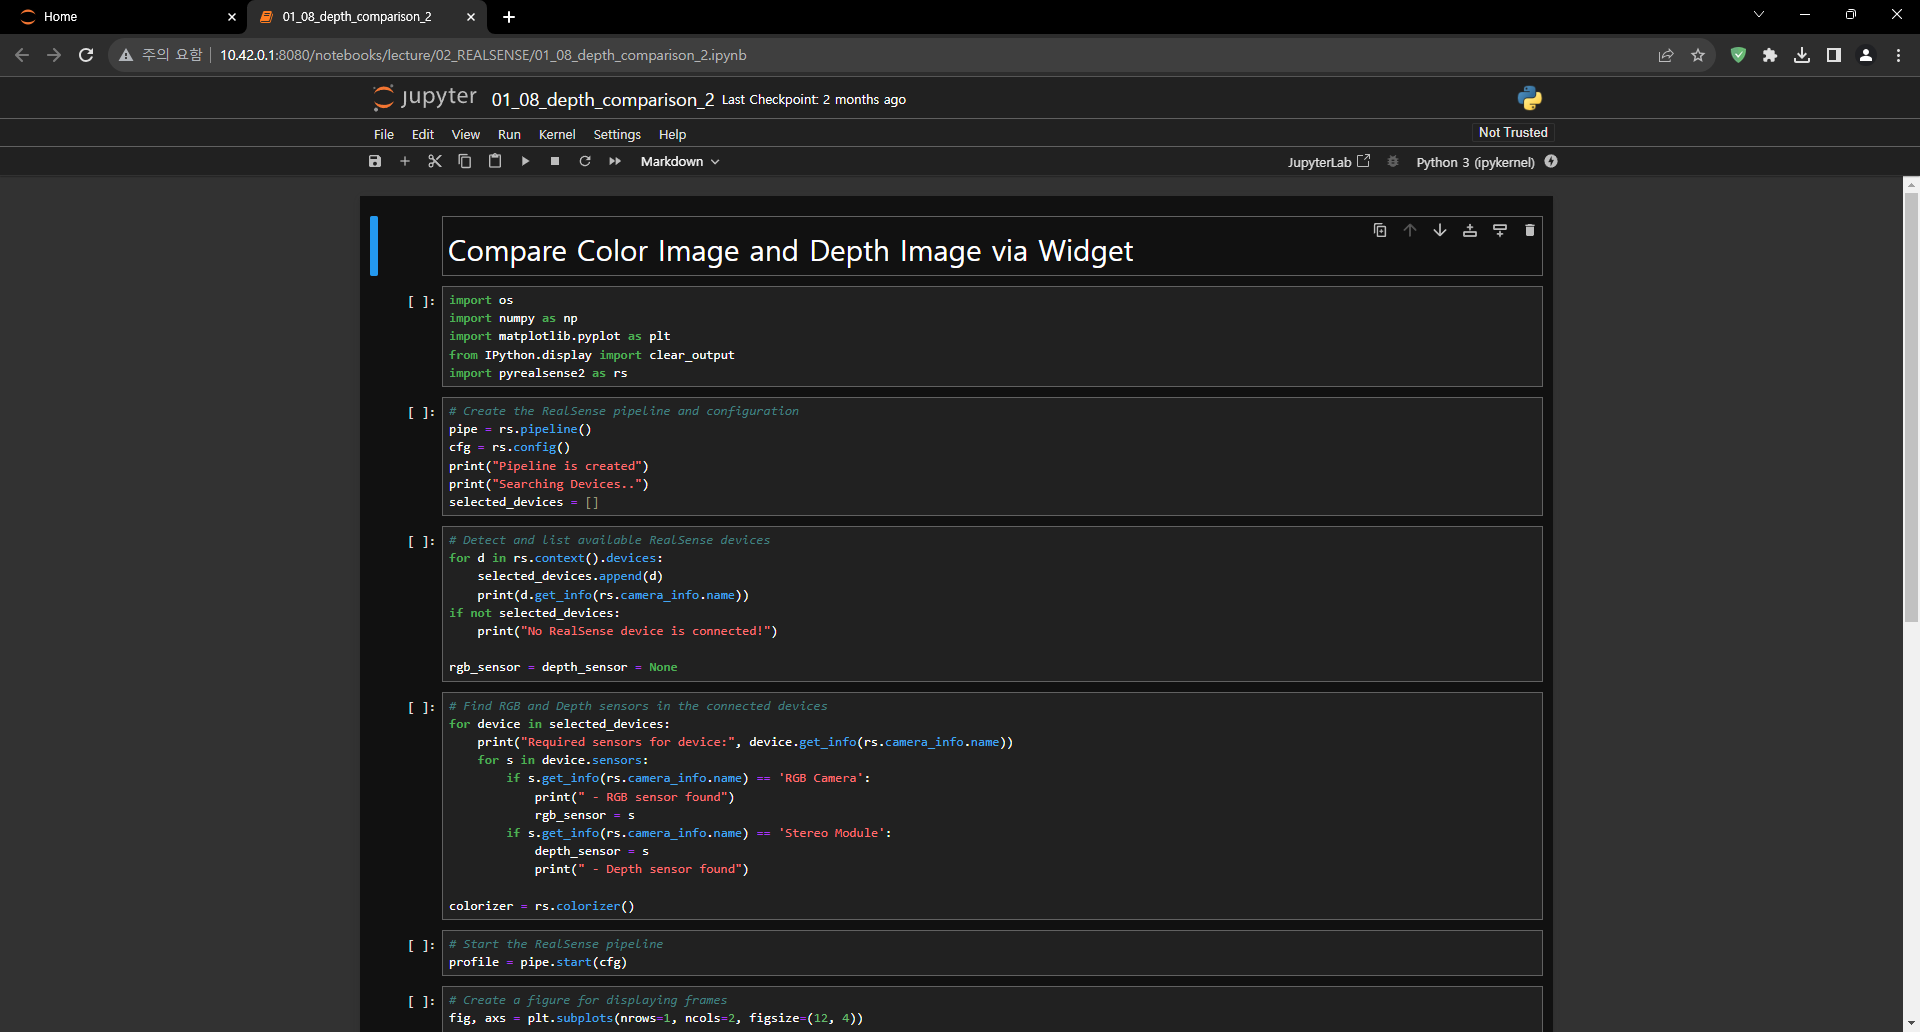 Home
01_08_depth_comparison_2
주의 요함
10.42.0.1:8080/notebooks/lecture/02_REALSENSE/01_08_depth_comparison_2.ipynb
jupyter 01_08_depth_comparison_2 Last Checkpoint: 2 months ago
File Edit View Run Kernel Settings Help Not Trusted
Markdown JupyterLab Python 3 (ipykernel)
Compare Color Image and Depth Image via Widget
[ ]: import os
import numpy as np
import matplotlib.pyplot as plt
from IPython.display import clear_output
import pyrealsense2 as rs
[ ]: # Create the RealSense pipeline and configuration
pipe = rs.pipeline()
cfg = rs.config()
print("Pipeline is created")
print("Searching Devices..")
selected_devices = []
[ ]: # Detect and list available RealSense devices
for d in rs.context().devices:
    selected_devices.append(d)
    print(d.get_info(rs.camera_info.name))
if not selected_devices:
    print("No RealSense device is connected!")
rgb_sensor = depth_sensor = None
[ ]: # Find RGB and Depth sensors in the connected devices
for device in selected_devices:
    print("Required sensors for device:", device.get_info(rs.camera_info.name))
    for s in device.sensors:
        if s.get_info(rs.camera_info.name) == 'RGB Camera':
            print(" - RGB sensor found")
            rgb_sensor = s
        if s.get_info(rs.camera_info.name) == 'Stereo Module':
            depth_sensor = s
            print(" - Depth sensor found")
colorizer = rs.colorizer()
[ ]: # Start the RealSense pipeline
profile = pipe.start(cfg)
[ ]: # Create a figure for displaying frames
fig, axs = plt.subplots(nrows=1, ncols=2, figsize=(12, 4))